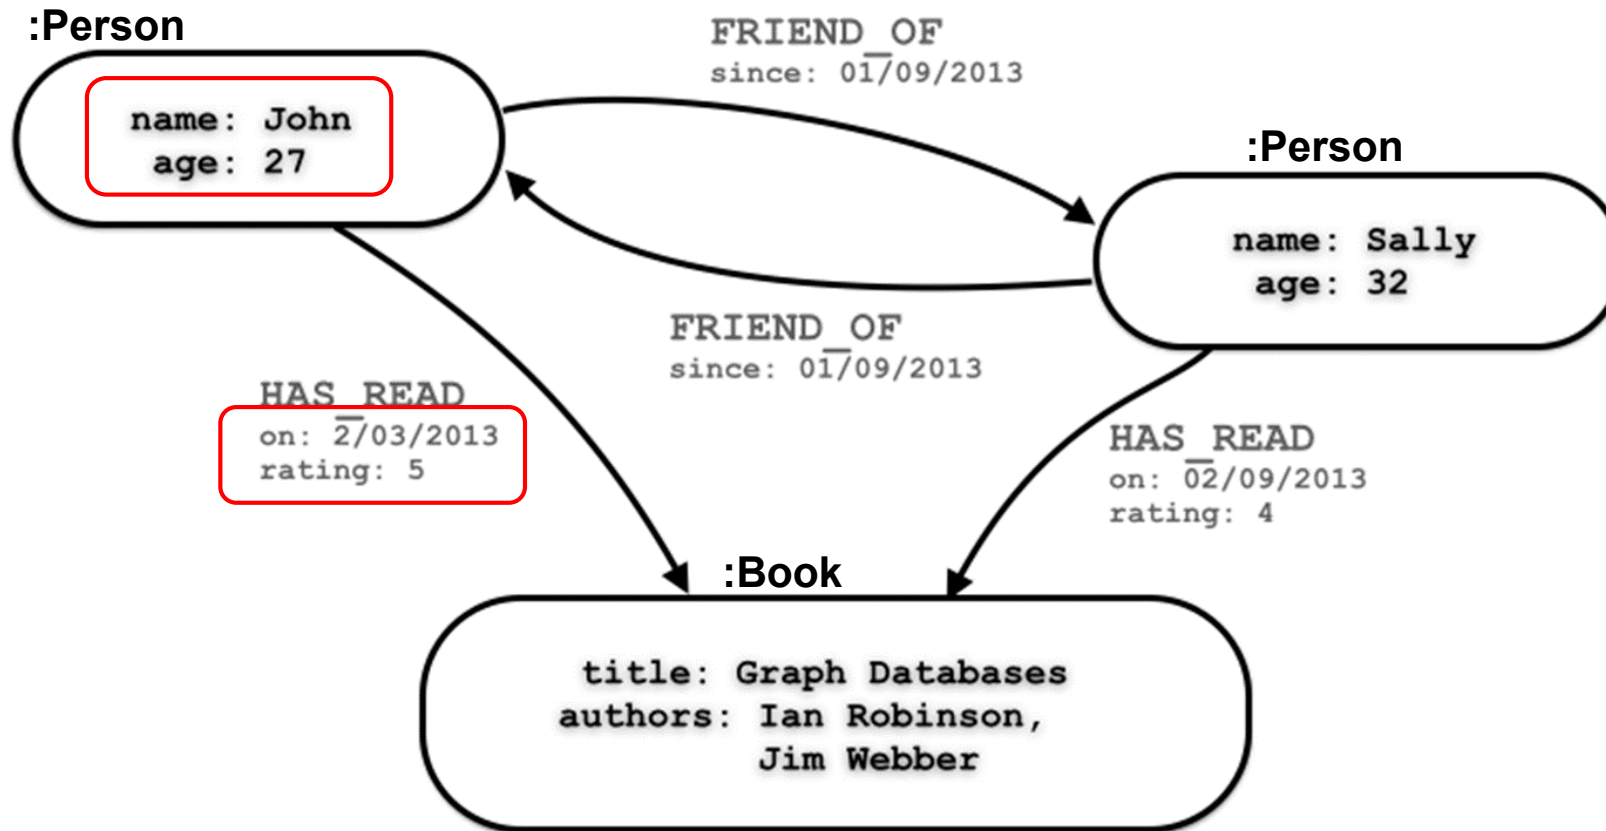 :Person
name: John
age: 27
FRIEND_OF
since: 01/09/2013
:Person
name: Sally
age: 32
FRIEND_OF
since: 01/09/2013
HAS_READ
on: 2/03/2013
rating: 5
HAS_READ
on: 02/09/2013
rating: 4
:Book
title: Graph Databases
authors: Ian Robinson,
Jim Webber